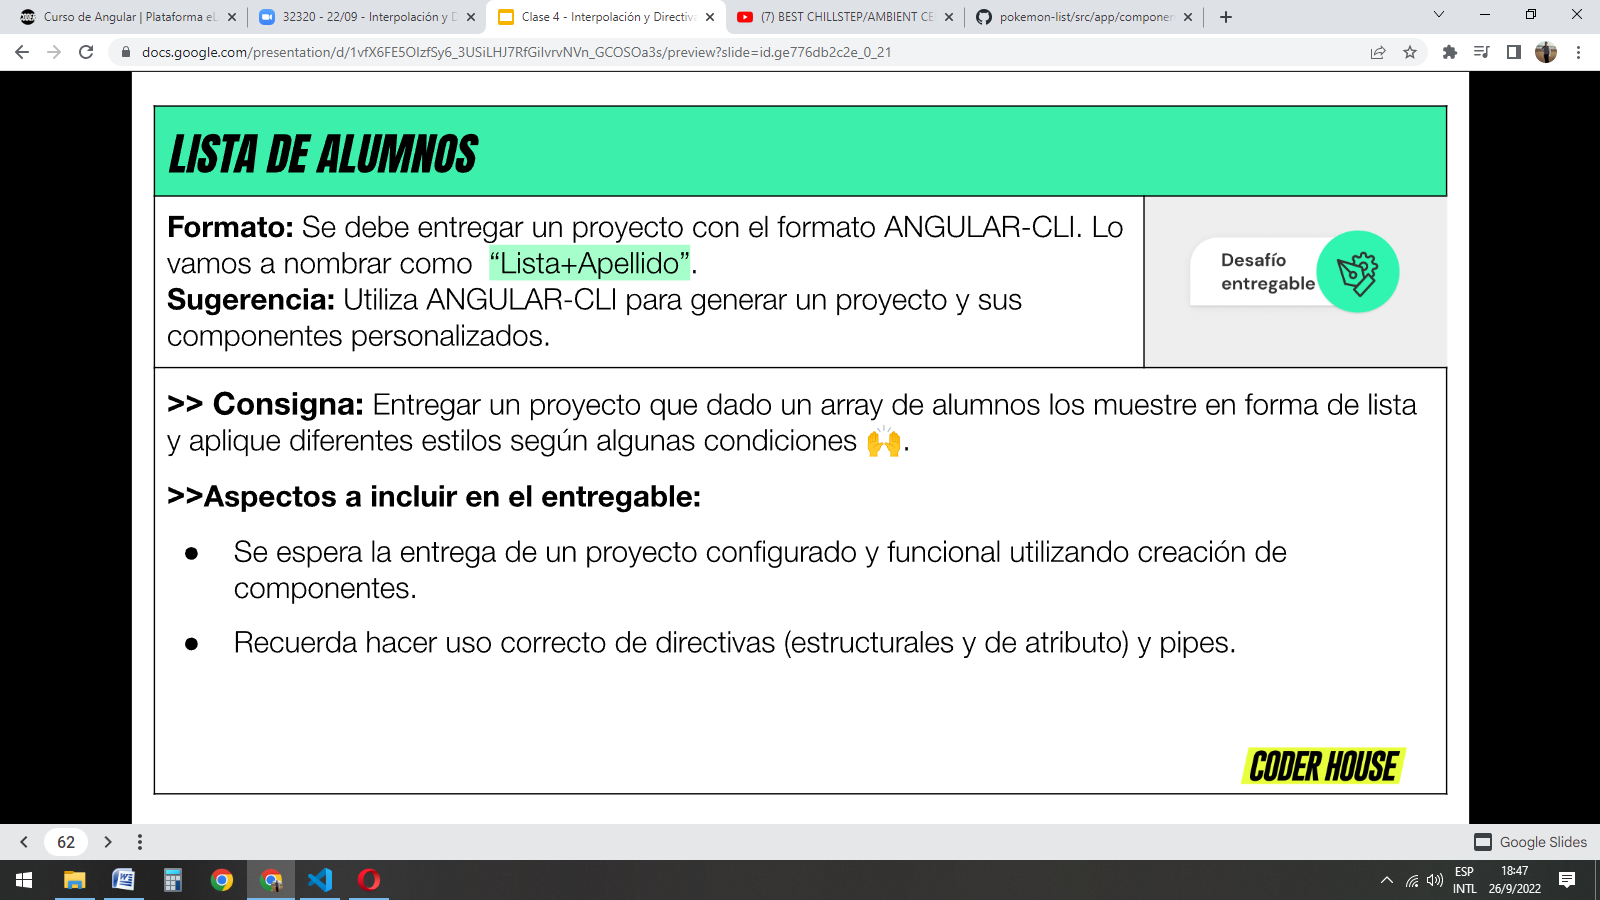 Curso de Angular | Plataforma eL
32320 - 22/09 - Interpolación y D
Clase 4 - Interpolación y Directiva
(7) BEST CHILLSTEP/AMBIENT CE
pokemon-list/src/app/componen
docs.google.com/presentation/d/1vfX6FE5OIzfSy6_3USiLHJ7RfGilvrvNVn_GCOSOa3s/preview?slide=id.ge776db2c2e_0_21
LISTA DE ALUMNOS
Formato: Se debe entregar un proyecto con el formato ANGULAR-CLI. Lo
vamos a nombrar como “Lista+Apellido”.
Sugerencia: Utiliza ANGULAR-CLI para generar un proyecto y sus
componentes personalizados.
Desafío
entregable
>> Consigna: Entregar un proyecto que dado un array de alumnos los muestre en forma de lista
y aplique diferentes estilos según algunas condiciones 🙌.
>>Aspectos a incluir en el entregable:
● Se espera la entrega de un proyecto configurado y funcional utilizando creación de
componentes.
● Recuerda hacer uso correcto de directivas (estructurales y de atributo) y pipes.
CODER HOUSE
62
Google Slides
ESP
INTL
18:47
26/9/2022